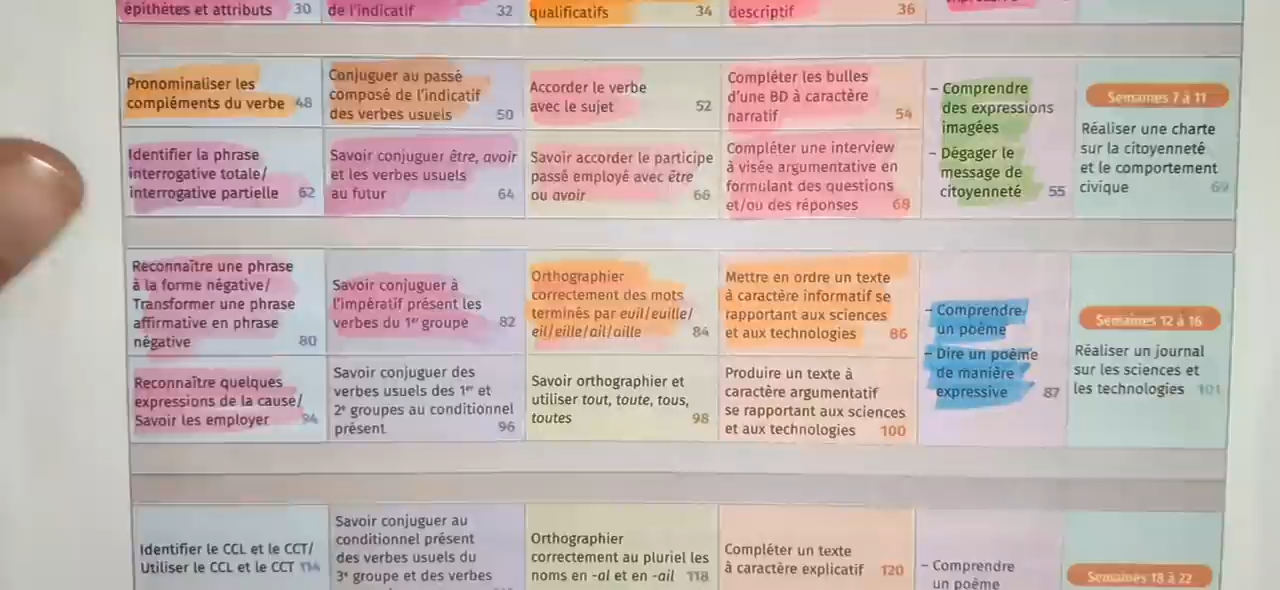 épithètes et attributs 30
de l'indicatif 32
qualificatifs 34
descriptif 36
Pronominaliser les
compléments du verbe 48
Conjuguer au passé
composé de l'indicatif
des verbes usuels 50
Accorder le verbe
avec le sujet 52
Compléter les bulles
d'une BD à caractère
narratif 54
Identifier la phrase
interrogative totale/
interrogative partielle 62
Savoir conjuguer être, avoir
et les verbes usuels
au futur 64
Savoir accorder le participe
passé employé avec être
ou avoir 66
Compléter une interview
à visée argumentative en
formulant des questions
et/ou des réponses 68
– Comprendre
des expressions
imagées
– Dégager le
message de
citoyenneté 55
Semaines 7 à 11
Réaliser une charte
sur la citoyenneté
et le comportement
civique 69
Reconnaître une phrase
à la forme négative/
Transformer une phrase
affirmative en phrase
négative 80
Savoir conjuguer à
l'impératif présent les
verbes du 1er groupe 82
Orthographier
correctement des mots
terminés par euil/euille/
eil/eille/ail/aille 84
Mettre en ordre un texte
à caractère informatif se
rapportant aux sciences
et aux technologies 86
Reconnaître quelques
expressions de la cause/
Savoir les employer 94
Savoir conjuguer des
verbes usuels des 1er et
2e groupes au conditionnel
présent 96
Savoir orthographier et
utiliser tout, toute, tous,
toutes 98
Produire un texte à
caractère argumentatif
se rapportant aux sciences
et aux technologies 100
– Comprendre
un poème
– Dire un poème
de manière
expressive 87
Semaines 12 à 16
Réaliser un journal
sur les sciences et
les technologies 101
Identifier le CCL et le CCT/
Utiliser le CCL et le CCT 114
Savoir conjuguer au
conditionnel présent
des verbes usuels du
3e groupe et des verbes
Orthographier
correctement au pluriel les
noms en -al et en -ail 118
Compléter un texte
à caractère explicatif 120
– Comprendre
un poème
Semaines 18 à 22